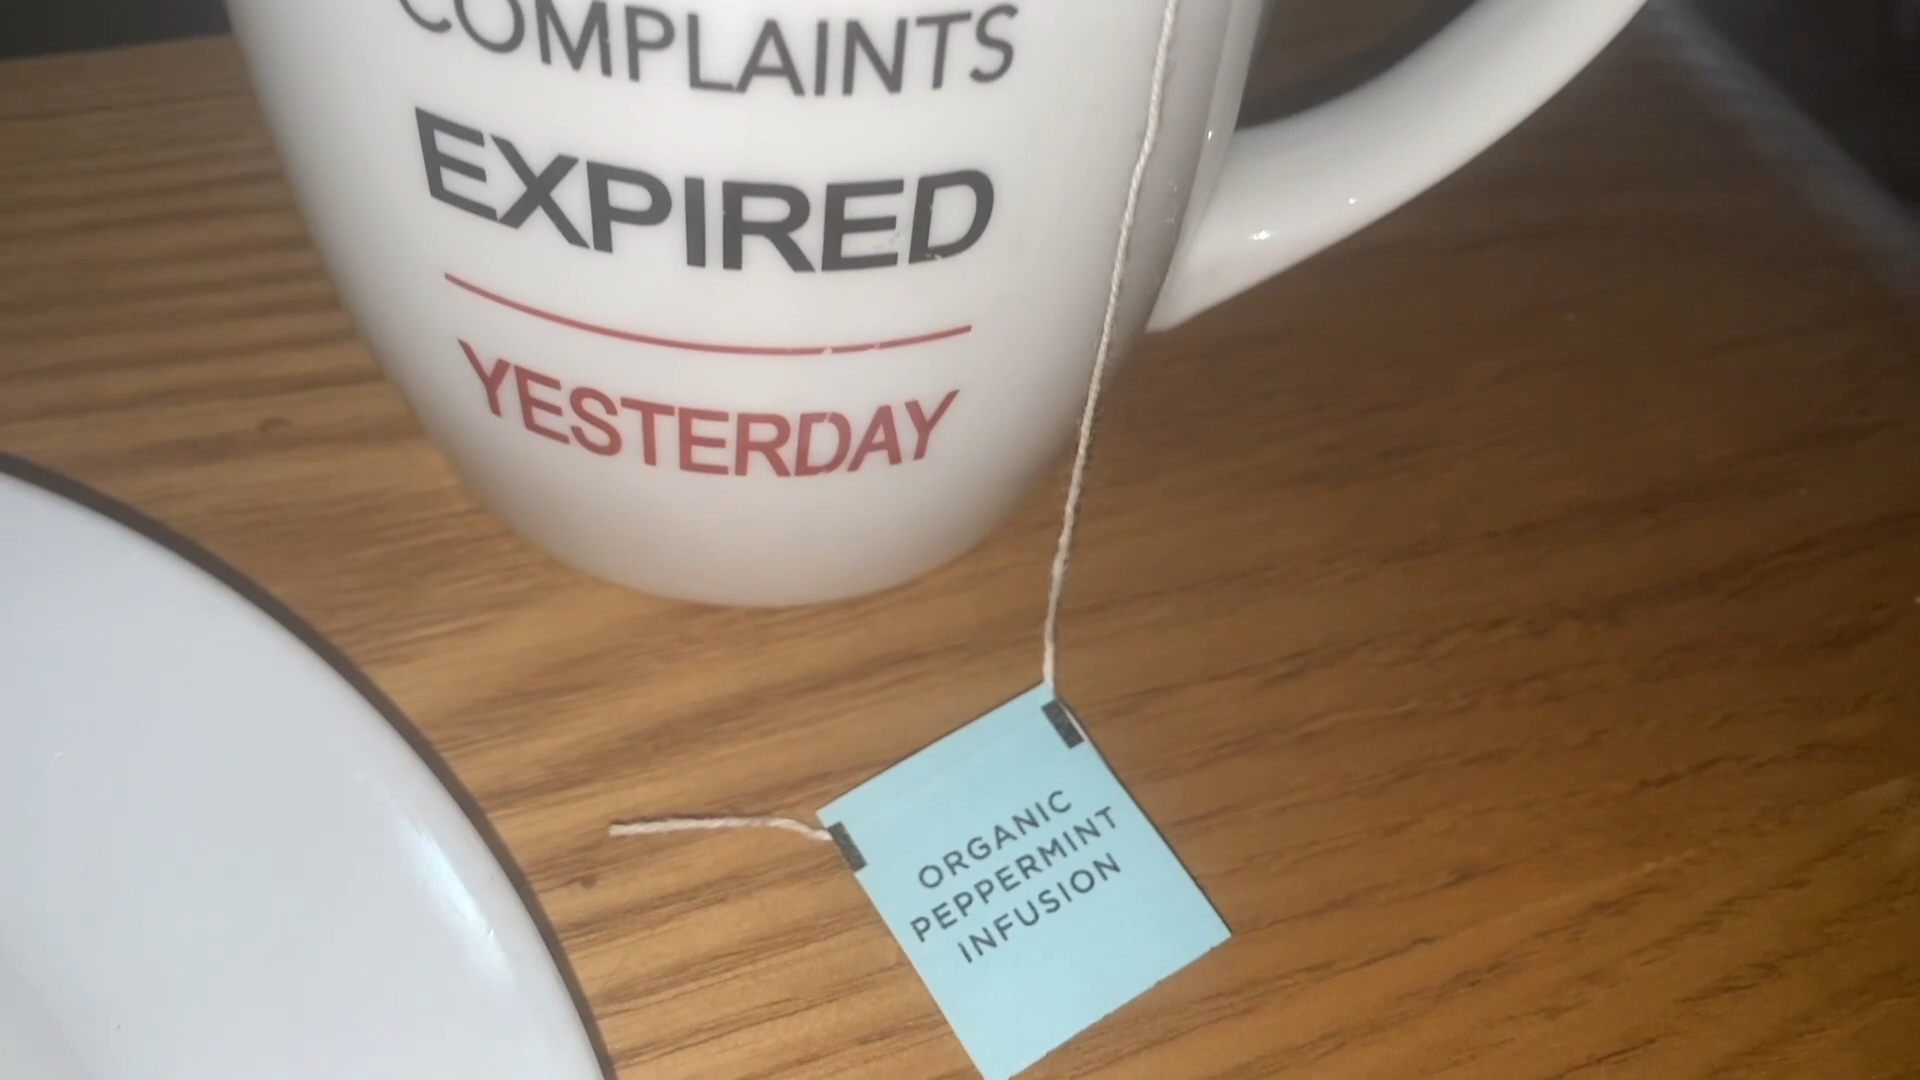 COMPLAINTS
EXPIRED
YESTERDAY
ORGANIC
PEPPERMINT
INFUSION